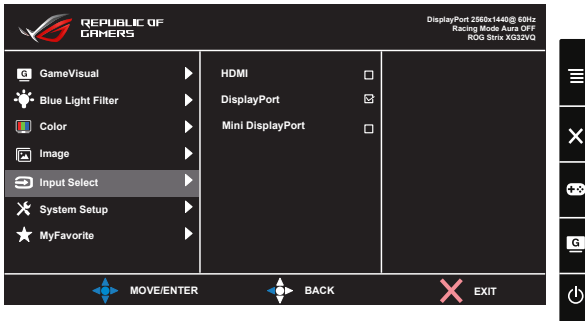 REPUBLIC OF
GAMERS
DisplayPort 2560x1440@ 60Hz
Racing Mode Aura OFF
ROG Strix XG32VQ
G GameVisual
Blue Light Filter
Color
Image
Input Select
System Setup
MyFavorite
HDMI
DisplayPort
Mini DisplayPort
MOVE/ENTER
BACK
EXIT
G